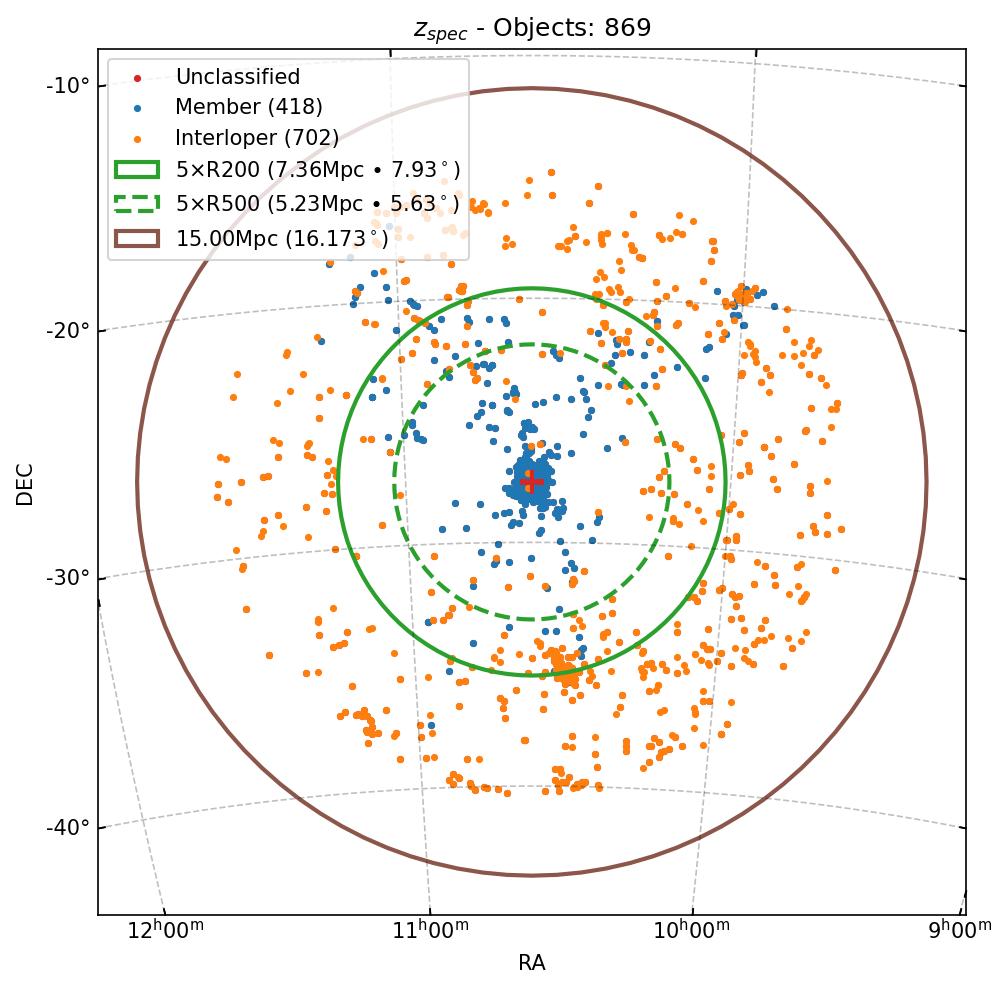 z_spec - Objects: 869
Unclassified
Member (418)
Interloper (702)
5×R200 (7.36Mpc • 7.93°)
5×R500 (5.23Mpc • 5.63°)
15.00Mpc (16.173°)
-10°
-20°
-30°
-40°
DEC
12h00m 11h00m 10h00m 9h00m
RA